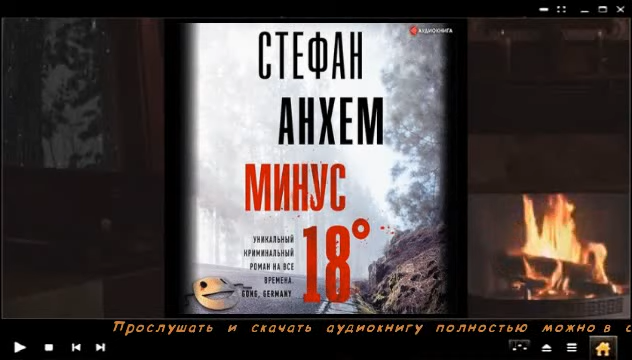 АУДИОКНИГА
СТЕФАН
АНХЕМ
МИНУС
18°
УНИКАЛЬНЫЙ
КРИМИНАЛЬНЫЙ
РОМАН НА ВСЕ
ВРЕМЕНА.
GONG, GERMANY
Прослушать и скачать аудиокнигу полностью можно в